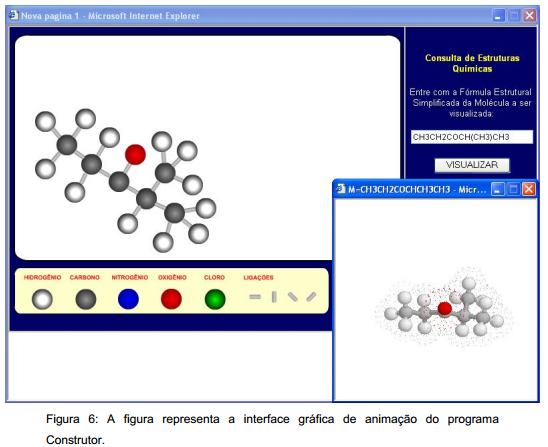 Nova pagina 1 - Microsoft Internet Explorer
Consulta de Estruturas
Químicas
Entre com a Fórmula Estrutural
Simplificada da Molécula a ser
visualizada:
CH3CH2COCH(CH3)CH3
VISUALIZAR
M-CH3CH2COCHCH3CH3 - Micr...
HIDROGÊNIO CARBONO NITROGÊNIO OXIGÊNIO CLORO LIGAÇÕES
Figura 6: A figura representa a interface gráfica de animação do programa
Construtor.